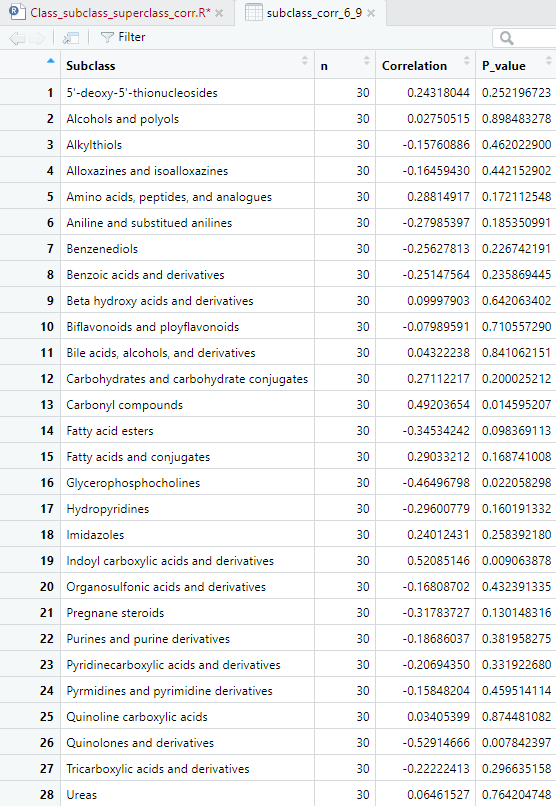 Class_subclass_superclass_corr.R* subclass_corr_6_9
Filter
Subclass n Correlation P_value
1 5'-deoxy-5'-thionucleosides 30 0.24318044 0.252196723
2 Alcohols and polyols 30 0.02750515 0.898483278
3 Alkylthiols 30 -0.15760886 0.462022900
4 Alloxazines and isoalloxazines 30 -0.16459430 0.442152902
5 Amino acids, peptides, and analogues 30 0.28814917 0.172112548
6 Aniline and substitued anilines 30 -0.27985397 0.185350991
7 Benzenediols 30 -0.25627813 0.226742191
8 Benzoic acids and derivatives 30 -0.25147564 0.235869445
9 Beta hydroxy acids and derivatives 30 0.09997903 0.642063402
10 Biflavonoids and ployflavonoids 30 -0.07989591 0.710557290
11 Bile acids, alcohols, and derivatives 30 0.04322238 0.841062151
12 Carbohydrates and carbohydrate conjugates 30 0.27112217 0.200025212
13 Carbonyl compounds 30 0.49203654 0.014595207
14 Fatty acid esters 30 -0.34534242 0.098369113
15 Fatty acids and conjugates 30 0.29033212 0.168741008
16 Glycerophosphocholines 30 -0.46496798 0.022058298
17 Hydropyridines 30 -0.29600779 0.160191332
18 Imidazoles 30 0.24012431 0.258392180
19 Indoyl carboxylic acids and derivatives 30 0.52085146 0.009063878
20 Organosulfonic acids and derivatives 30 -0.16808702 0.432391335
21 Pregnane steroids 30 -0.31783727 0.130148316
22 Purines and purine derivatives 30 -0.18686037 0.381958275
23 Pyridinecarboxylic acids and derivatives 30 -0.20694350 0.331922680
24 Pyrmidines and pyrimidine derivatives 30 -0.15848204 0.459514114
25 Quinoline carboxylic acids 30 0.03405399 0.874481082
26 Quinolones and derivatives 30 -0.52914666 0.007842397
27 Tricarboxylic acids and derivatives 30 -0.22222413 0.296635158
28 Ureas 30 0.06461527 0.764204748